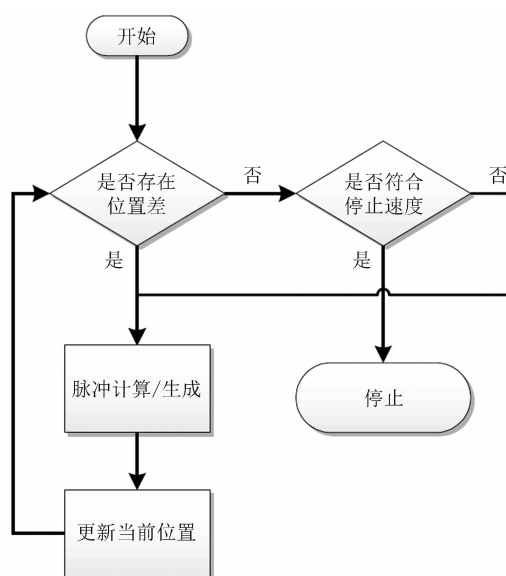 开始
是否存在
位置差
否
是否符合
停止速度
否
是
是
脉冲计算/生成
停止
更新当前位置